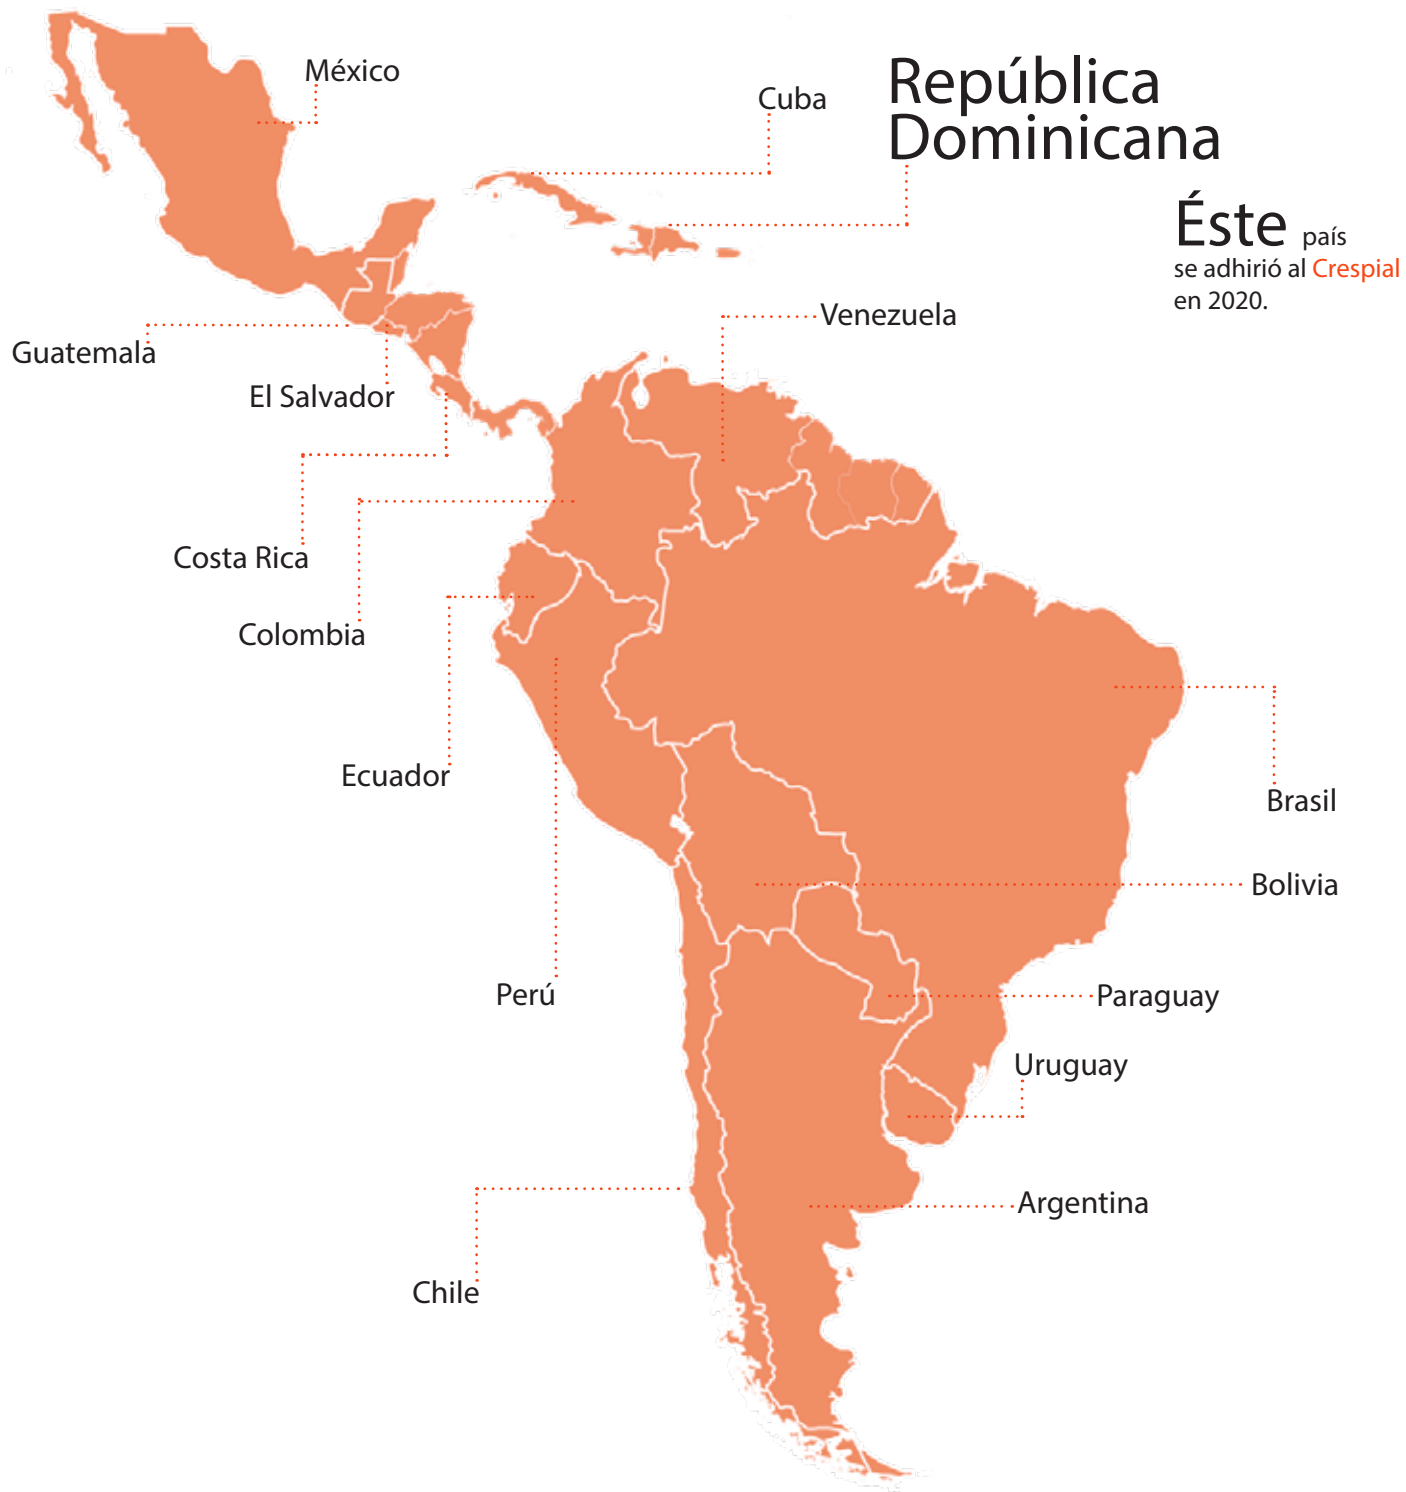 México
Cuba
República
Dominicana
Éste país
se adhirió al Crespial
en 2020.
Venezuela
Guatemala
El Salvador
Costa Rica
Colombia
Ecuador
Brasil
Bolivia
Perú
Paraguay
Uruguay
Argentina
Chile